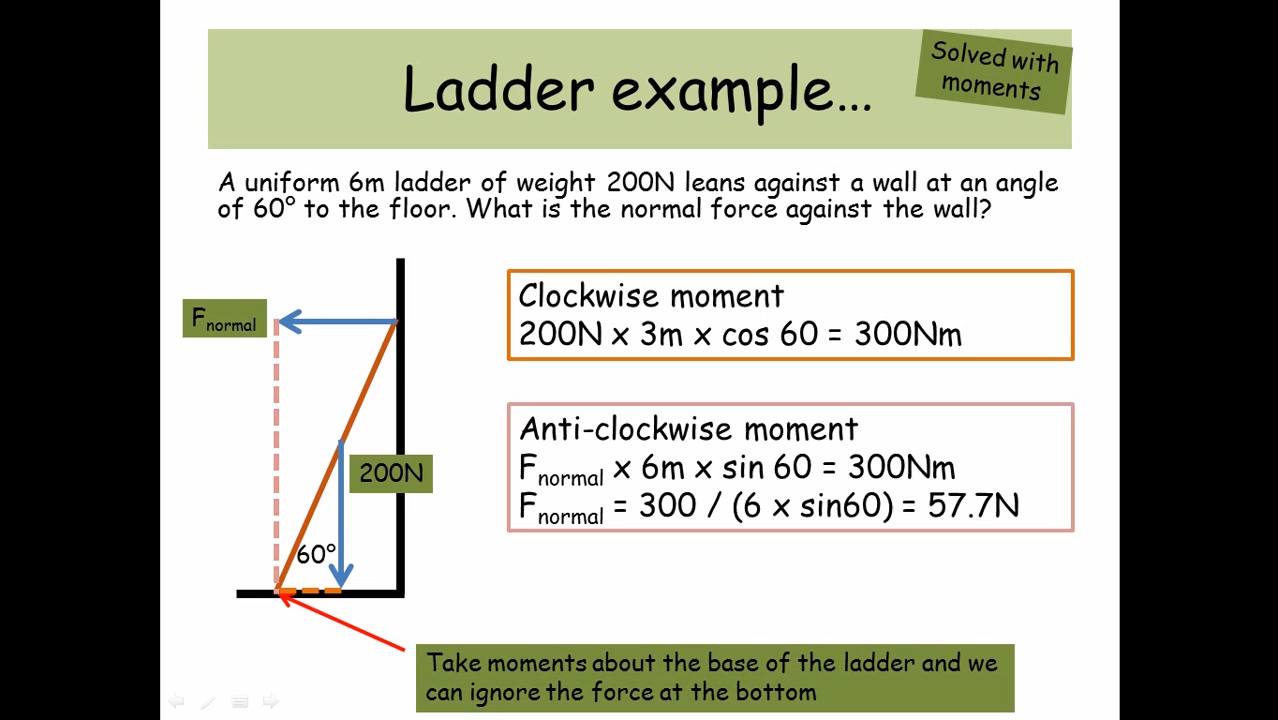 Ladder example...
Solved with
moments
A uniform 6m ladder of weight 200N leans against a wall at an angle
of 60° to the floor. What is the normal force against the wall?
Fnormal
200N
60°
Clockwise moment
200N x 3m x cos 60 = 300Nm
Anti-clockwise moment
Fnormal x 6m x sin 60 = 300Nm
Fnormal = 300 / (6 x sin60) = 57.7N
Take moments about the base of the ladder and we
can ignore the force at the bottom